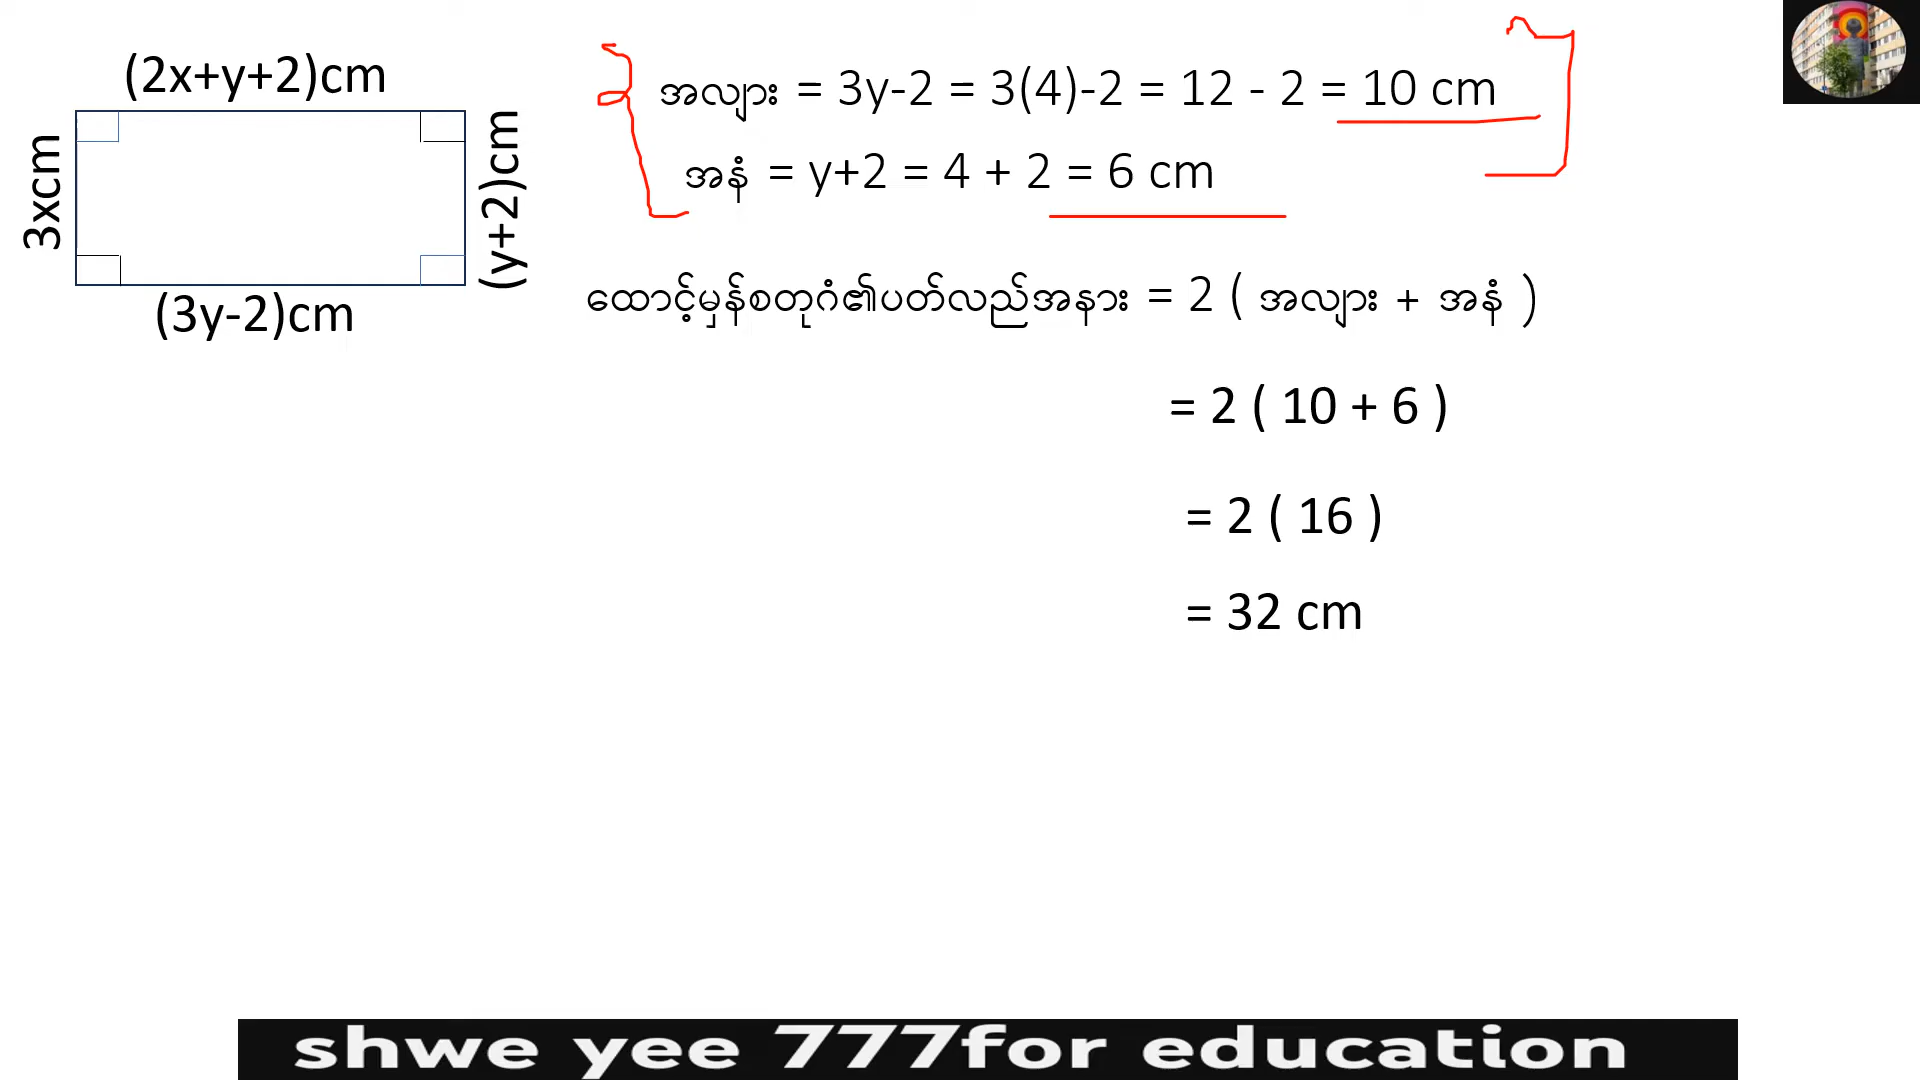 (2x+y+2)cm
3xcm
(y+2)cm
(3y-2)cm
အလျား = 3y-2 = 3(4)-2 = 12 - 2 = 10 cm
အနံ = y+2 = 4 + 2 = 6 cm
ထောင့်မှန်စတုဂံ၏ပတ်လည်အနား = 2 ( အလျား + အနံ )
= 2 ( 10 + 6 )
= 2 ( 16 )
= 32 cm
shwe yee 777for education